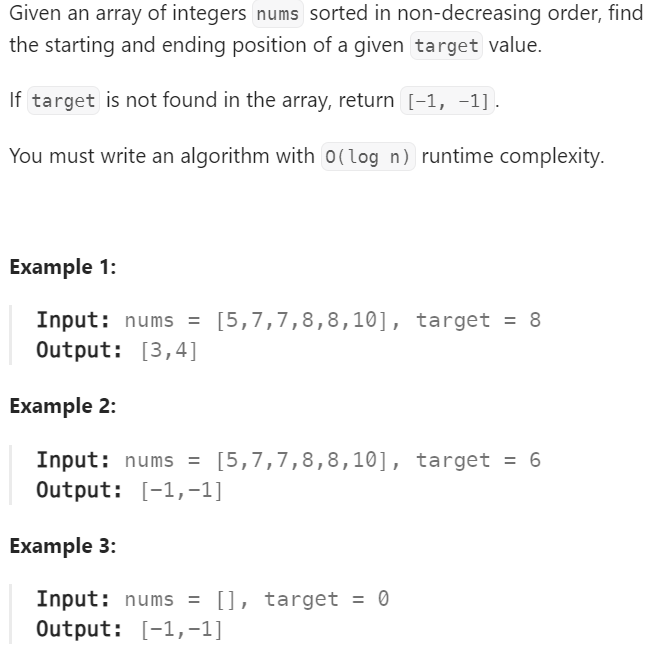 Given an array of integers nums sorted in non-decreasing order, find
the starting and ending position of a given target value.
If target is not found in the array, return [-1, -1].
You must write an algorithm with O(log n) runtime complexity.
Example 1:
Input: nums = [5,7,7,8,8,10], target = 8
Output: [3,4]
Example 2:
Input: nums = [5,7,7,8,8,10], target = 6
Output: [-1,-1]
Example 3:
Input: nums = [], target = 0
Output: [-1,-1]